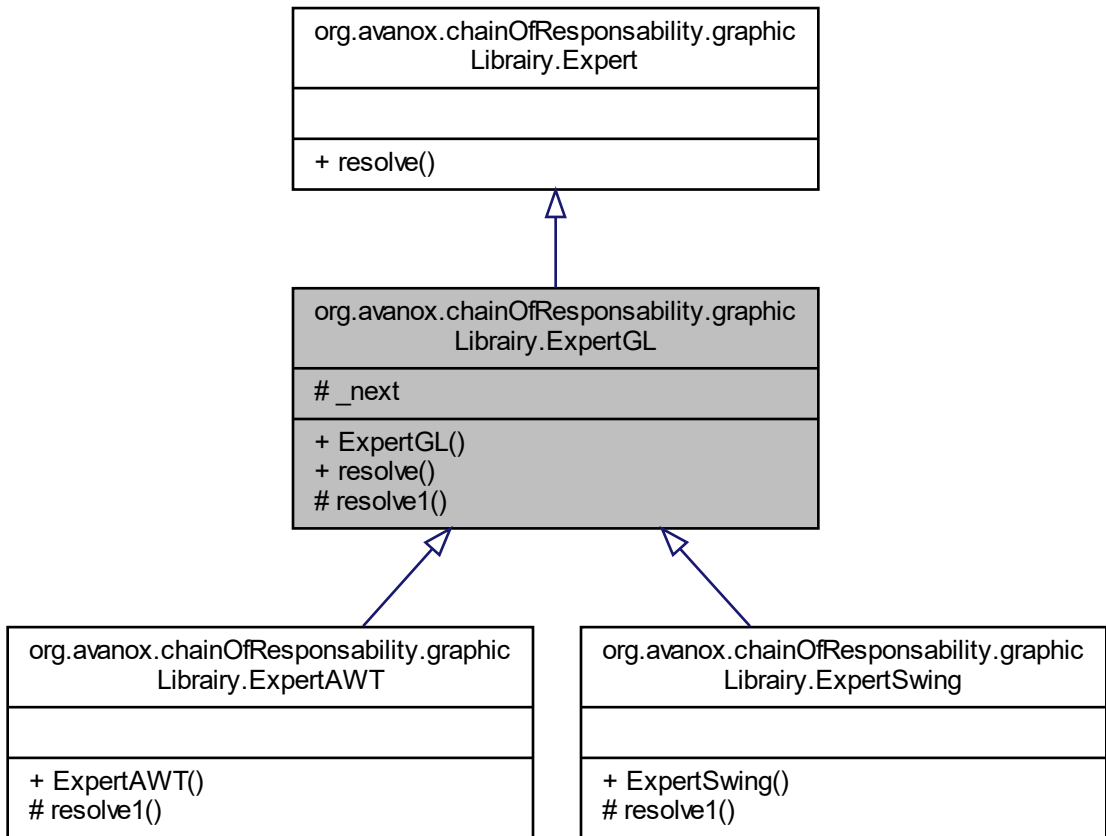 org.avanox.chainOfResponsability.graphic
Librairy.Expert
+ resolve()
org.avanox.chainOfResponsability.graphic
Librairy.ExpertGL
# _next
+ ExpertGL()
+ resolve()
# resolve1()
org.avanox.chainOfResponsability.graphic
Librairy.ExpertAWT
+ ExpertAWT()
# resolve1()
org.avanox.chainOfResponsability.graphic
Librairy.ExpertSwing
+ ExpertSwing()
# resolve1()